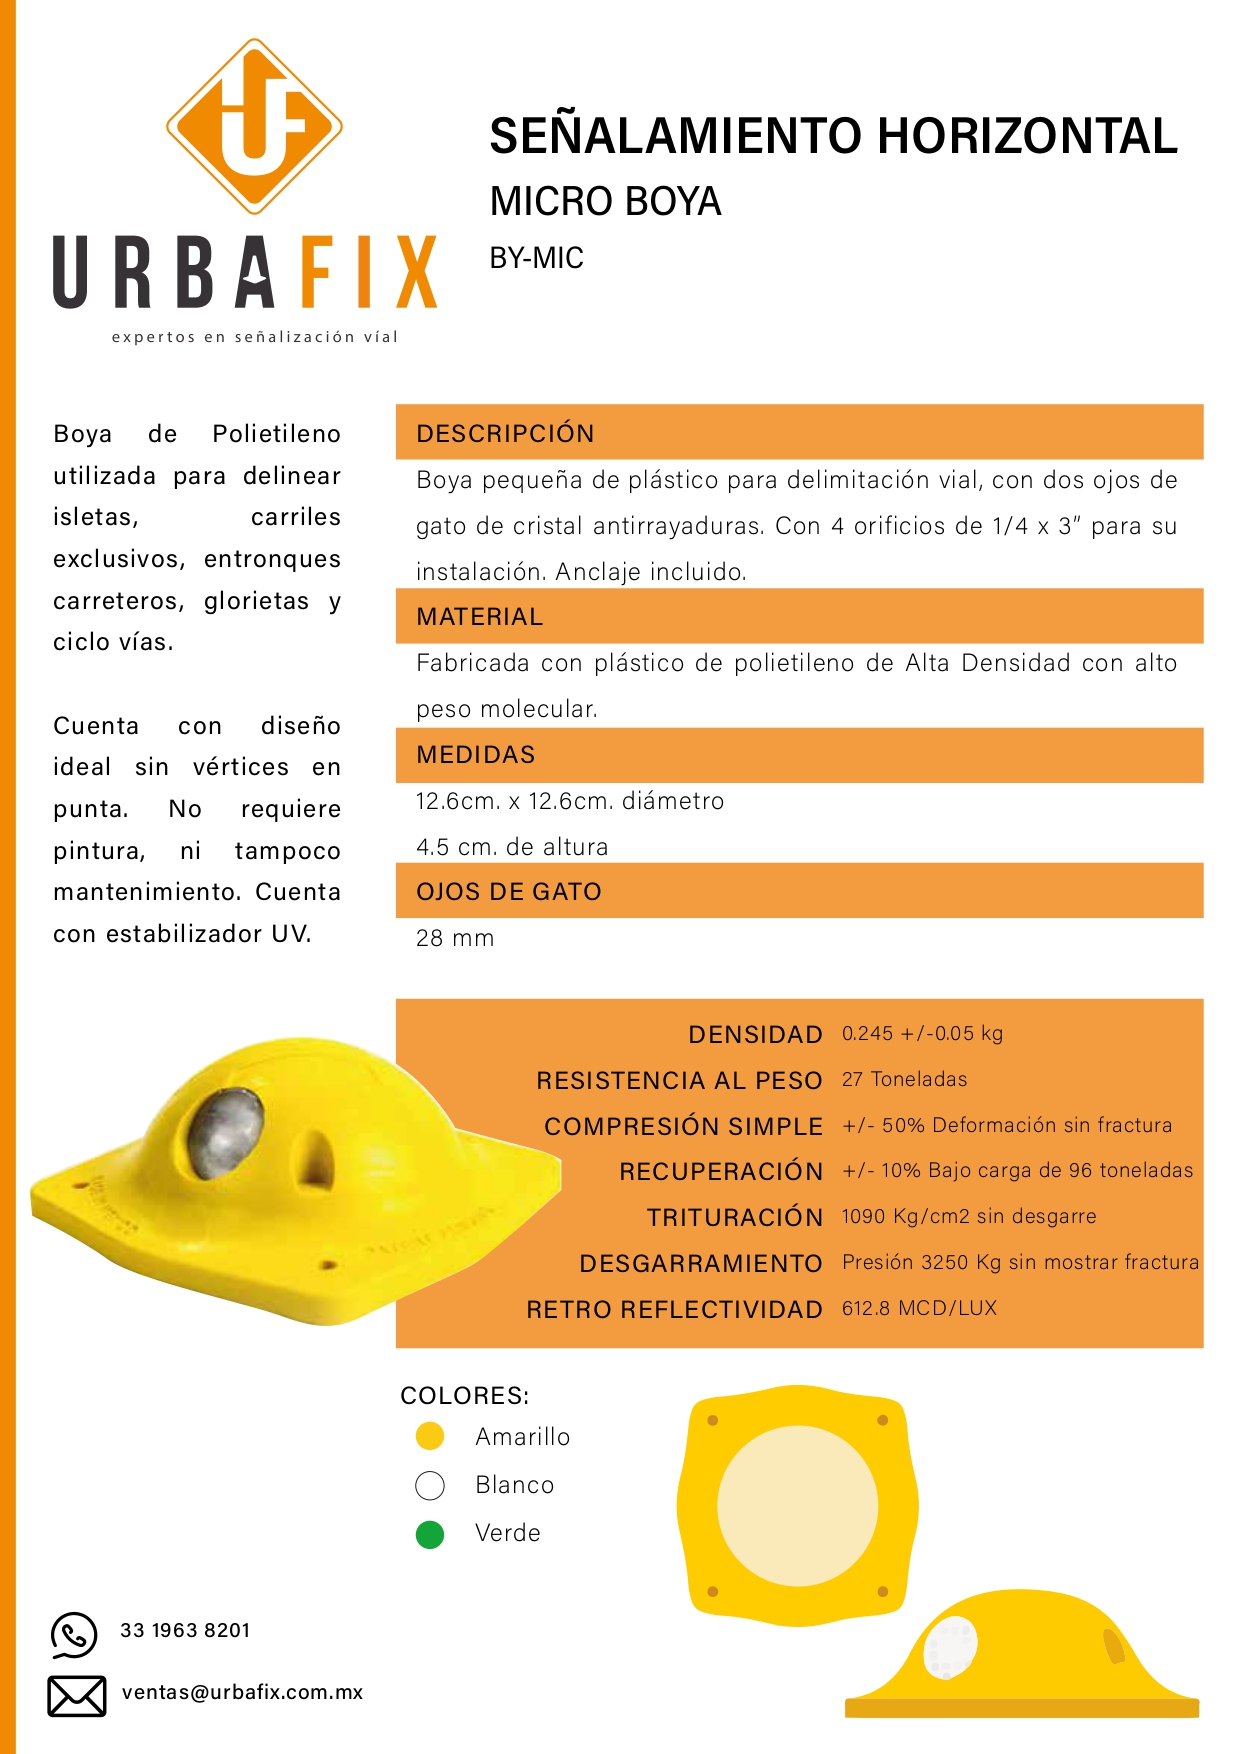 UF
URBAFIX
expertos en señalización víal
SEÑALAMIENTO HORIZONTAL
MICRO BOYA
BY-MIC
Boya de Polietileno
utilizada para delinear
isletas, carriles
exclusivos, entronques
carreteros, glorietas y
ciclo vías.
Cuenta con diseño
ideal sin vértices en
punta. No requiere
pintura, ni tampoco
mantenimiento. Cuenta
con estabilizador UV.
DESCRIPCIÓN
Boya pequeña de plástico para delimitación vial, con dos ojos de
gato de cristal antirrayaduras. Con 4 orificios de 1/4 x 3” para su
instalación. Anclaje incluido.
MATERIAL
Fabricada con plástico de polietileno de Alta Densidad con alto
peso molecular.
MEDIDAS
12.6cm. x 12.6cm. diámetro
4.5 cm. de altura
OJOS DE GATO
28 mm
DENSIDAD 0.245 +/-0.05 kg
RESISTENCIA AL PESO 27 Toneladas
COMPRESIÓN SIMPLE +/- 50% Deformación sin fractura
RECUPERACIÓN +/- 10% Bajo carga de 96 toneladas
TRITURACIÓN 1090 Kg/cm2 sin desgarre
DESGARRAMIENTO Presión 3250 Kg sin mostrar fractura
RETRO REFLECTIVIDAD 612.8 MCD/LUX
COLORES:
Amarillo
Blanco
Verde
33 1963 8201
ventas@urbafix.com.mx